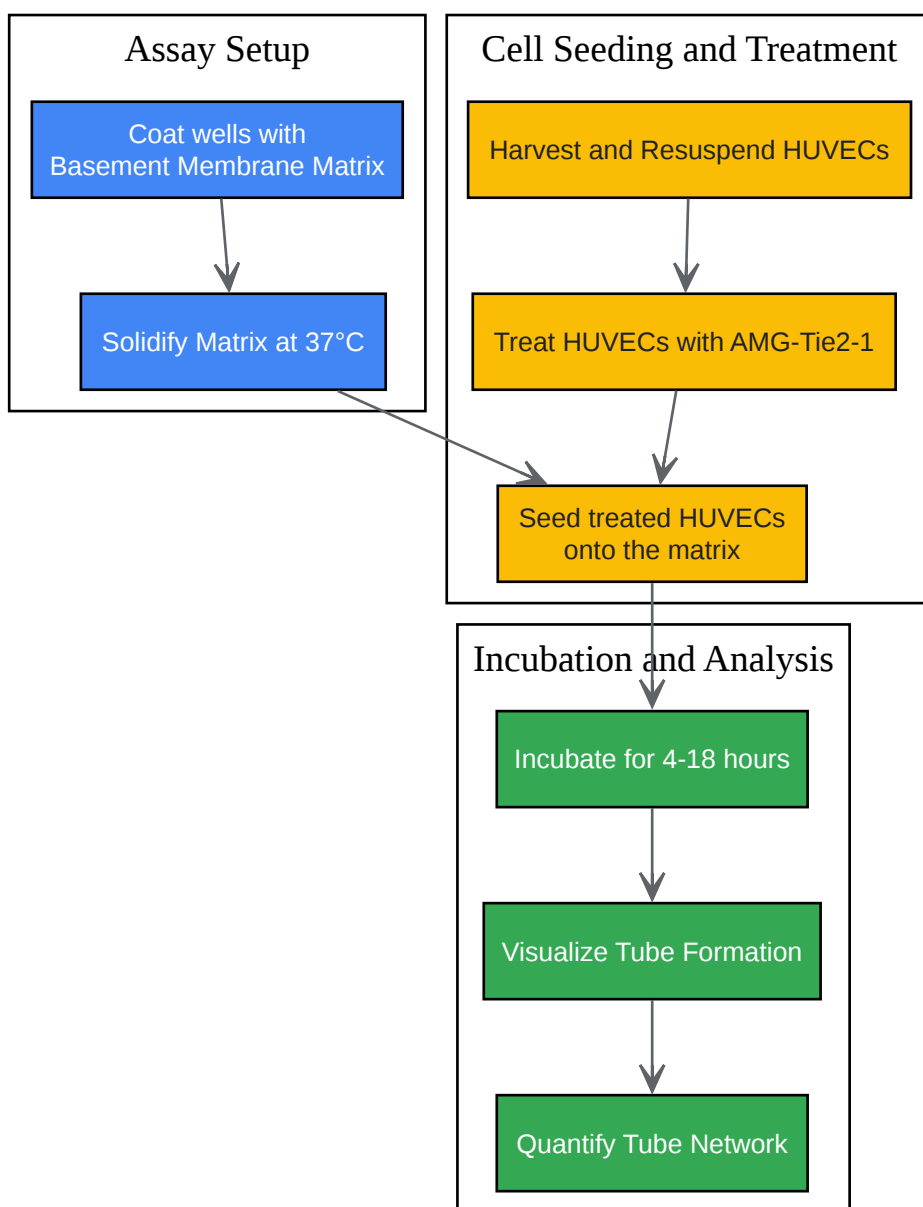 Assay Setup
Coat wells with
Basement Membrane Matrix
Solidify Matrix at 37°C
Cell Seeding and Treatment
Harvest and Resuspend HUVECs
Treat HUVECs with AMG-Tie2-1
Seed treated HUVECs
onto the matrix
Incubation and Analysis
Incubate for 4-18 hours
Visualize Tube Formation
Quantify Tube Network